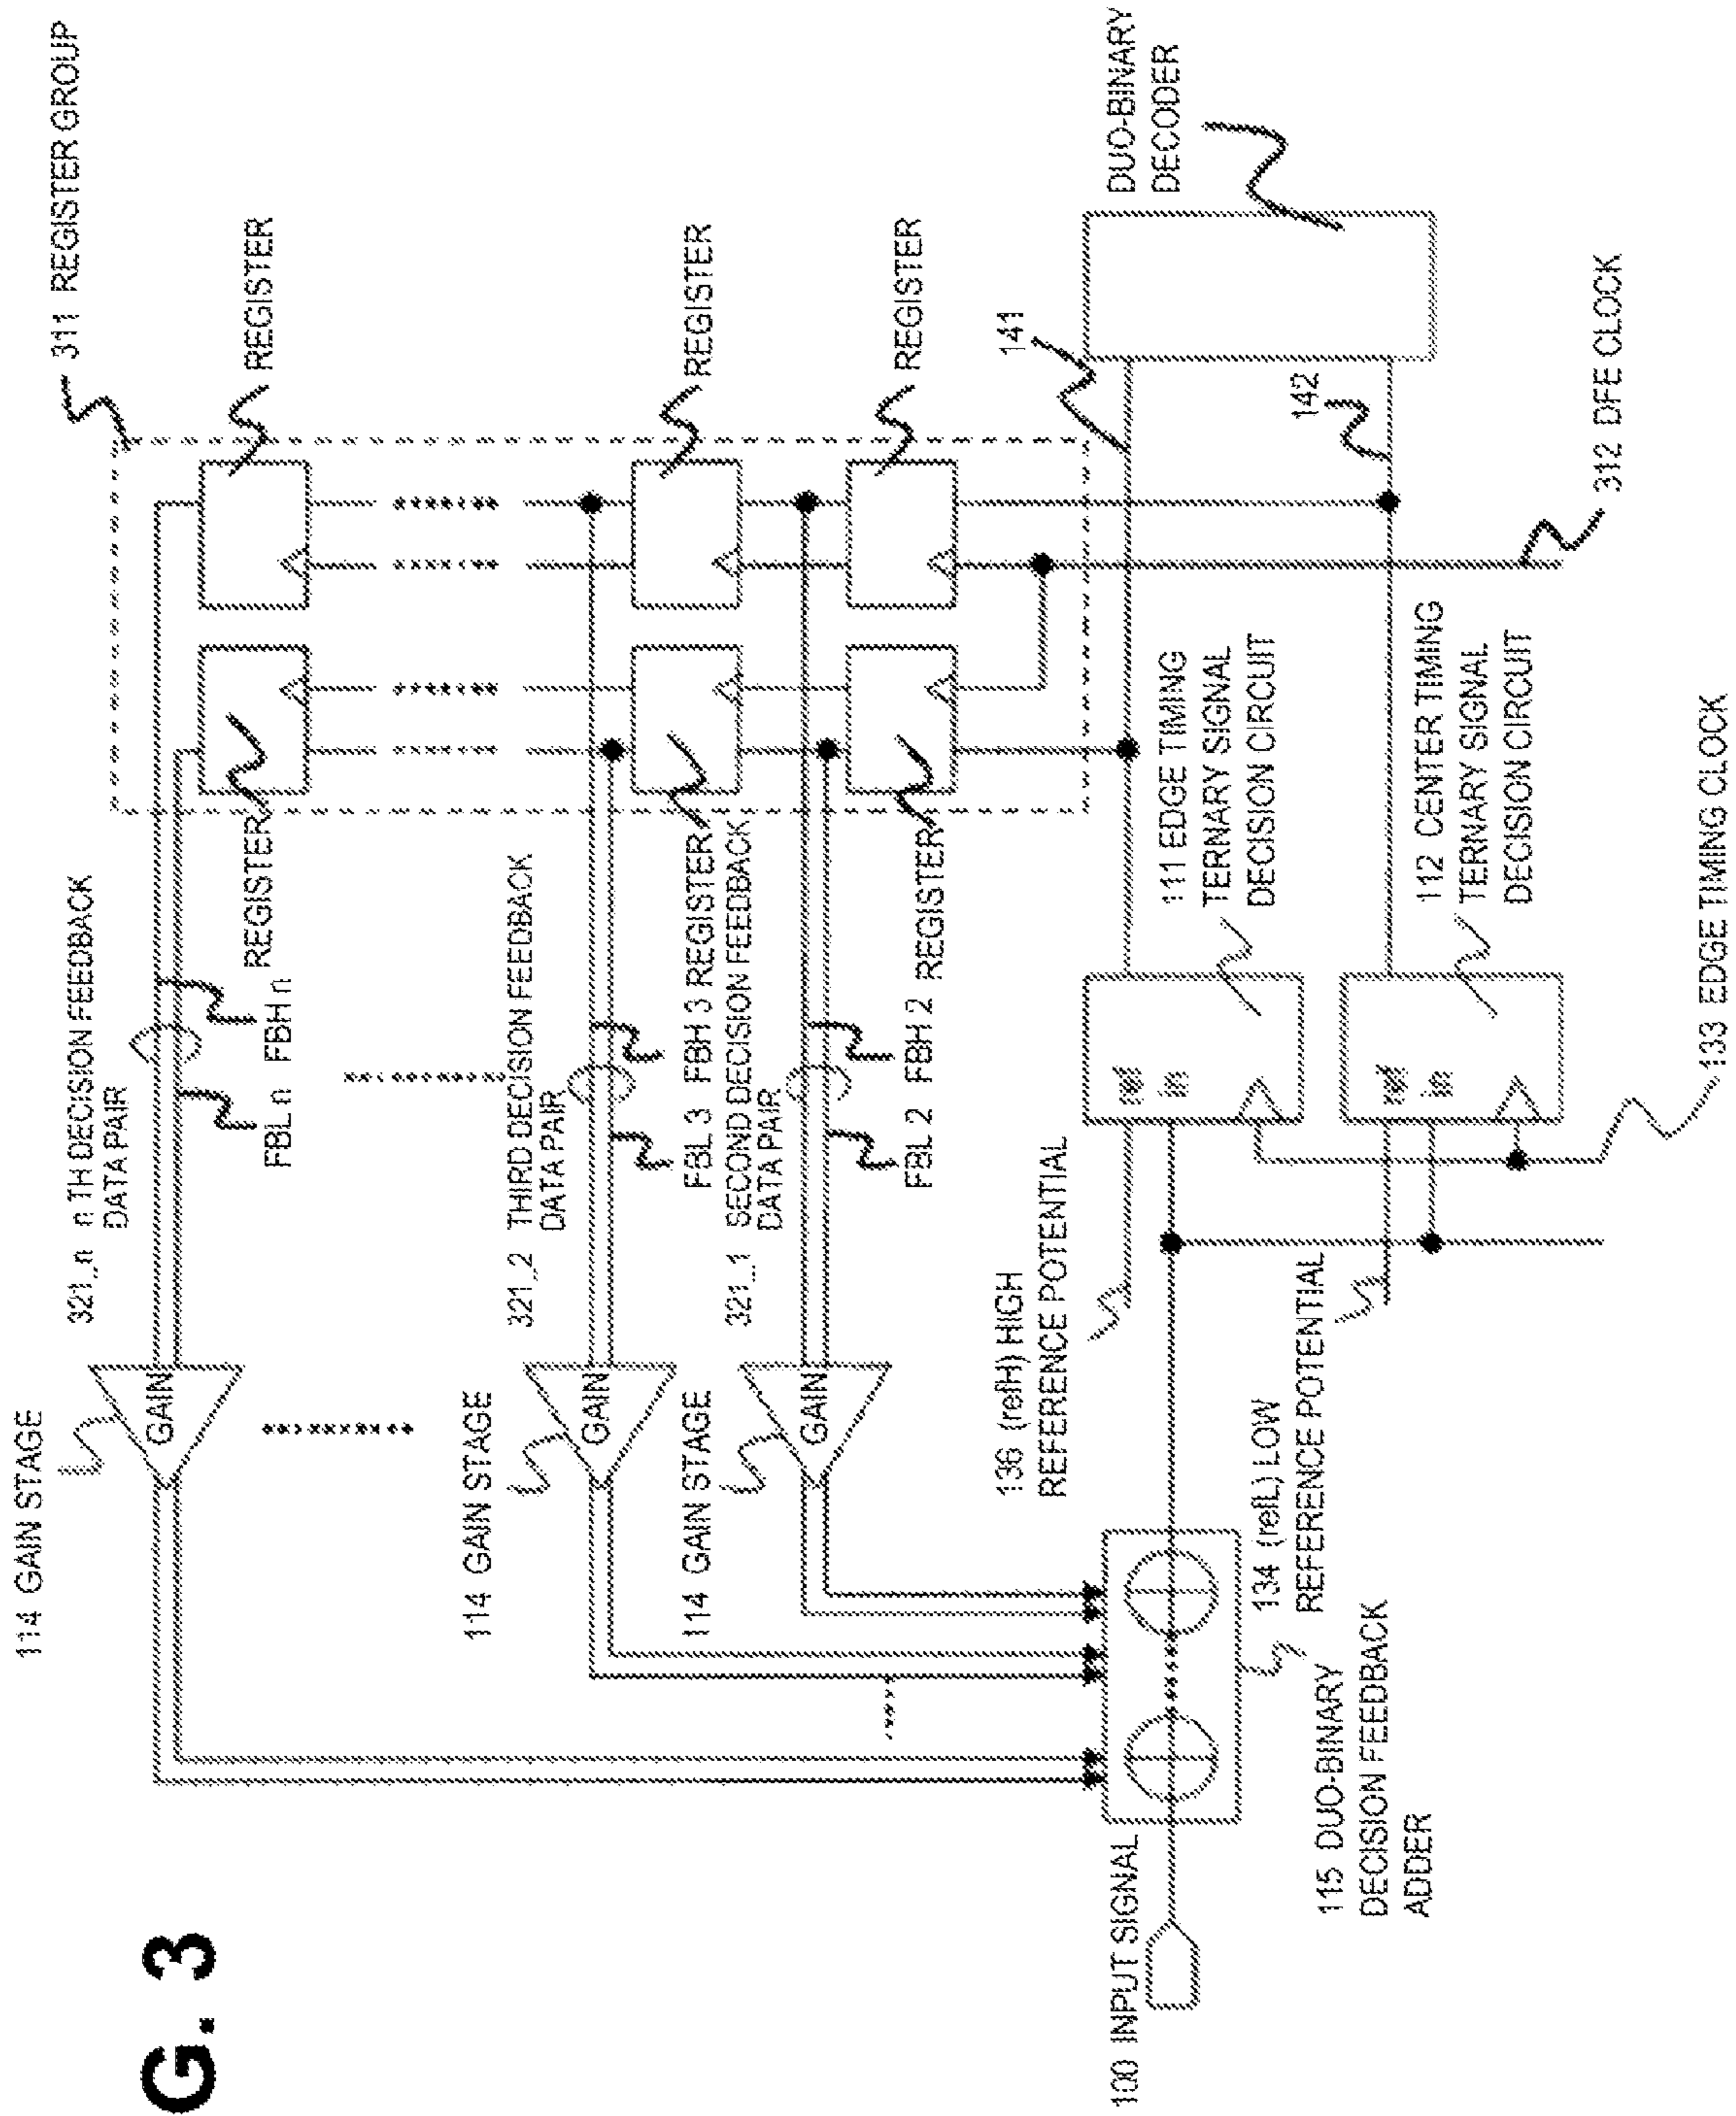 G. 3
114 GAIN STAGE
GAIN
321_n n TH DECISION FEEDBACK
DATA PAIR
FBL n FBH n
REGISTER
311 REGISTER GROUP
REGISTER
114 GAIN STAGE
GAIN
321_2 THIRD DECISION FEEDBACK
DATA PAIR
FBL 3 FBH 3 REGISTER
REGISTER
114 GAIN STAGE
GAIN
321_1 SECOND DECISION FEEDBACK
DATA PAIR
FBL 2 FBH 2 REGISTER
REGISTER
136 (refH) HIGH
REFERENCE POTENTIAL
ref
in
111 EDGE TIMING
TERNARY SIGNAL
DECISION CIRCUIT
141
DUO-BINARY
DECODER
100 INPUT SIGNAL
115 DUO-BINARY
DECISION FEEDBACK
ADDER
134 (refL) LOW
REFERENCE POTENTIAL
ref
in
112 CENTER TIMING
TERNARY SIGNAL
DECISION CIRCUIT
142
312 DFE CLOCK
133 EDGE TIMING CLOCK